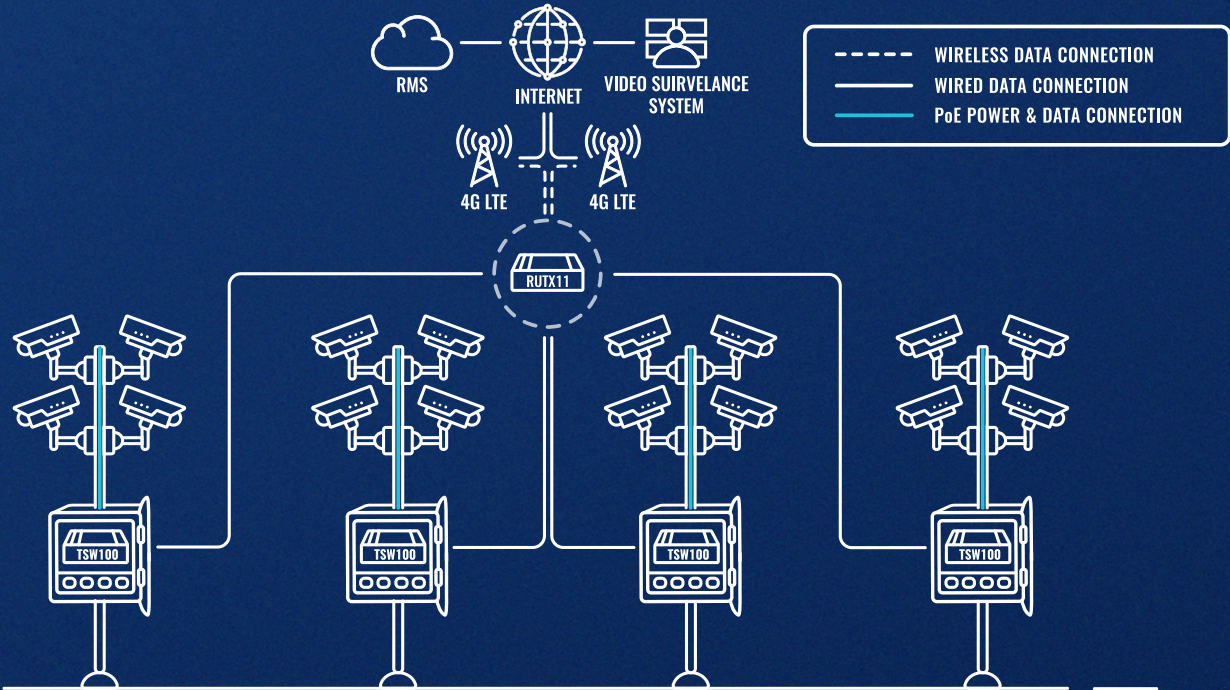 RMS
INTERNET
VIDEO SUIRVELANCE
SYSTEM
WIRELESS DATA CONNECTION
WIRED DATA CONNECTION
PoE POWER & DATA CONNECTION
4G LTE
4G LTE
RUTX11
TSW100
TSW100
TSW100
TSW100